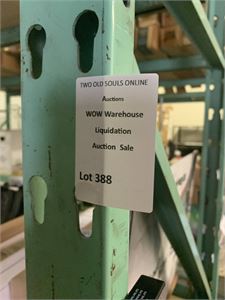 TWO OLD SOULS ONLINE
Auctions
WOW Warehouse
Liquidation
Auction Sale
Lot 388